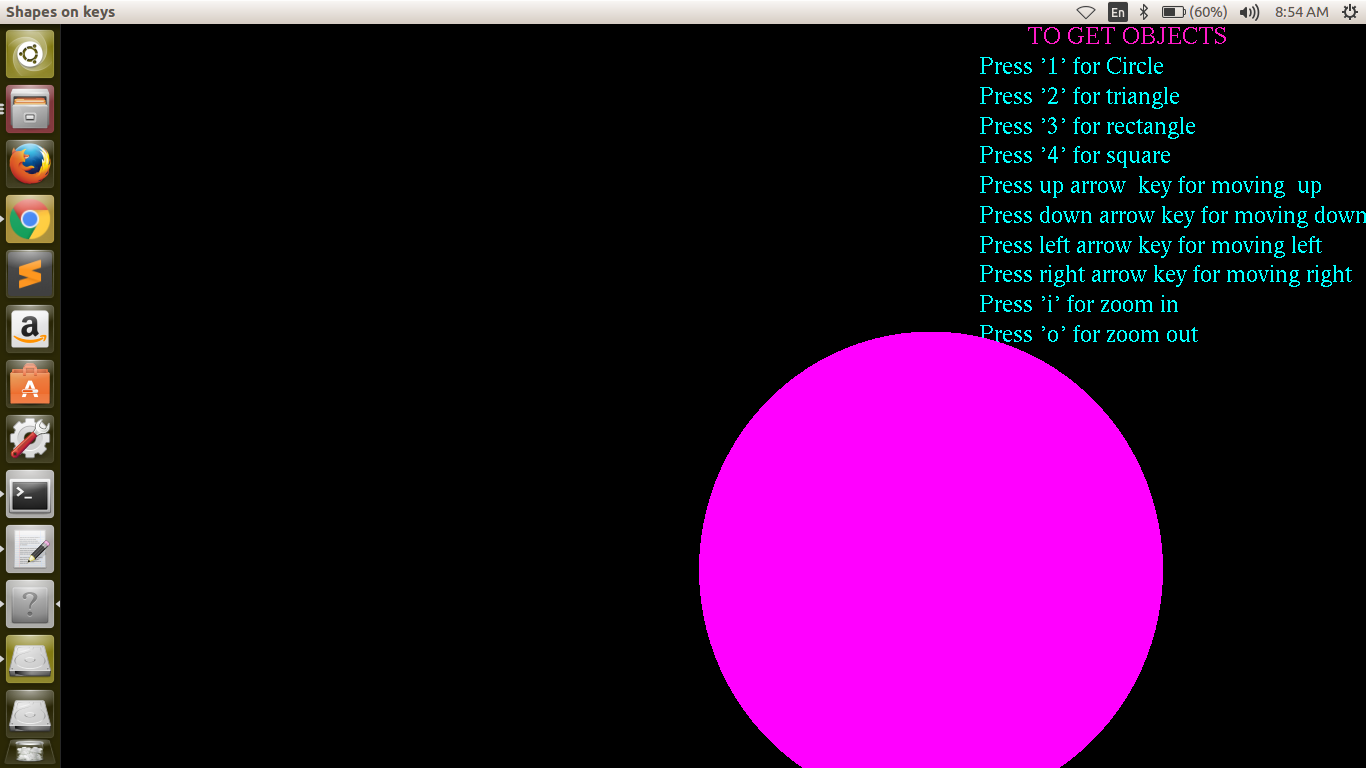 Shapes on keys
En
(60%)
8:54 AM
TO GET OBJECTS
Press ’1’ for Circle
Press ’2’ for triangle
Press ’3’ for rectangle
Press ’4’ for square
Press up arrow  key for moving  up
Press down arrow key for moving down
Press left arrow key for moving left
Press right arrow key for moving right
Press ’i’ for zoom in
Press ’o’ for zoom out